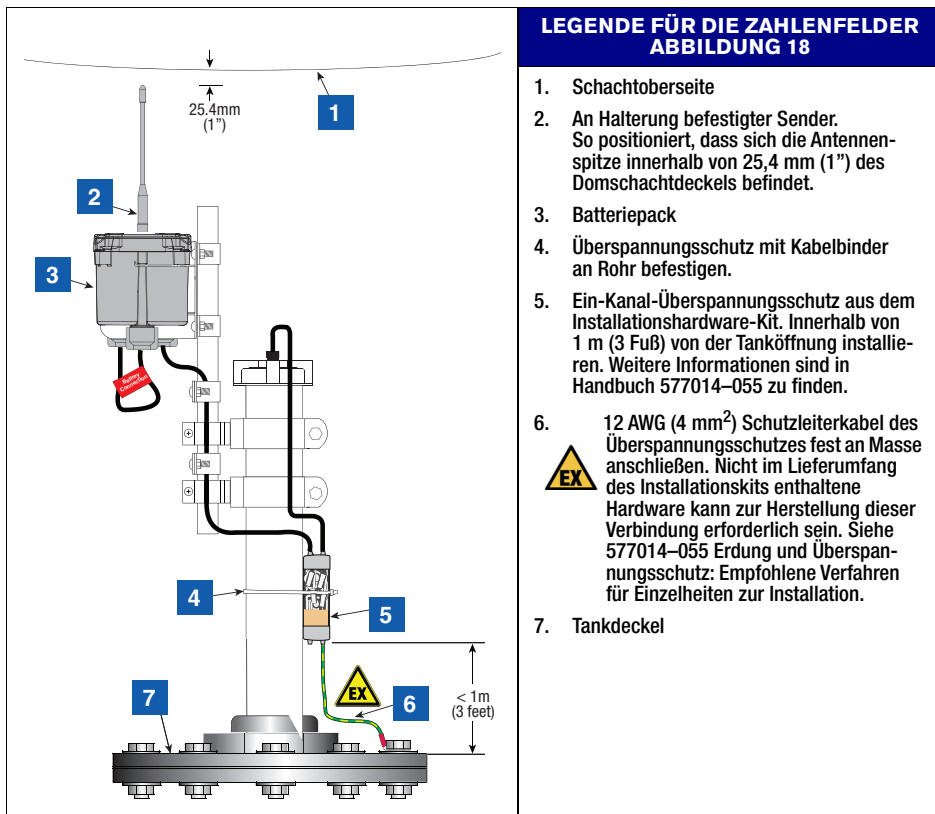 25.4mm
(1”)
1
2
3
Battery
Connection
4
5
EX
6
7
< 1m
(3 feet)
LEGENDE FÜR DIE ZAHLENFELDER
ABBILDUNG 18
1. Schachtoberseite
2. An Halterung befestigter Sender.
So positioniert, dass sich die Antennen-
spitze innerhalb von 25,4 mm (1”) des
Domschachtdeckels befindet.
3. Batteriepack
4. Überspannungsschutz mit Kabelbinder
an Rohr befestigen.
5. Ein-Kanal-Überspannungsschutz aus dem
Installationshardware-Kit. Innerhalb von
1 m (3 Fuß) von der Tanköffnung installie-
ren. Weitere Informationen sind in
Handbuch 577014–055 zu finden.
6. 12 AWG (4 mm²) Schutzleiterkabel des
Überspannungsschutzes fest an Masse
anschließen. Nicht im Lieferumfang
EX
des Installationskits enthaltene
Hardware kann zur Herstellung dieser
Verbindung erforderlich sein. Siehe
577014–055 Erdung und Überspan-
nungsschutz: Empfohlene Verfahren
für Einzelheiten zur Installation.
7. Tankdeckel